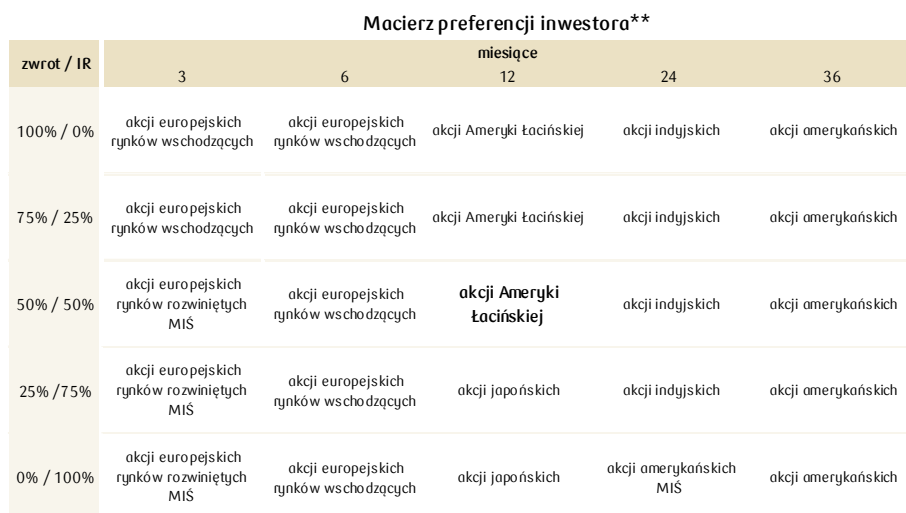 Macierz preferencji inwestora**
zwrot / IR
miesiące
3 6 12 24 36
100% / 0%
akcji europejskich
rynków wschodzących
akcji europejskich
rynków wschodzących
akcji Ameryki Łacińskiej
akcji indyjskich
akcji amerykańskich
75% / 25%
akcji europejskich
rynków wschodzących
akcji europejskich
rynków wschodzących
akcji Ameryki Łacińskiej
akcji indyjskich
akcji amerykańskich
50% / 50%
akcji europejskich
rynków rozwiniętych
MIŚ
akcji europejskich
rynków wschodzących
akcji Ameryki
Łacińskiej
akcji indyjskich
akcji amerykańskich
25% /75%
akcji europejskich
rynków rozwiniętych
MIŚ
akcji europejskich
rynków wschodzących
akcji japońskich
akcji indyjskich
akcji amerykańskich
0% / 100%
akcji europejskich
rynków rozwiniętych
MIŚ
akcji europejskich
rynków wschodzących
akcji japońskich
akcji amerykańskich
MIŚ
akcji amerykańskich